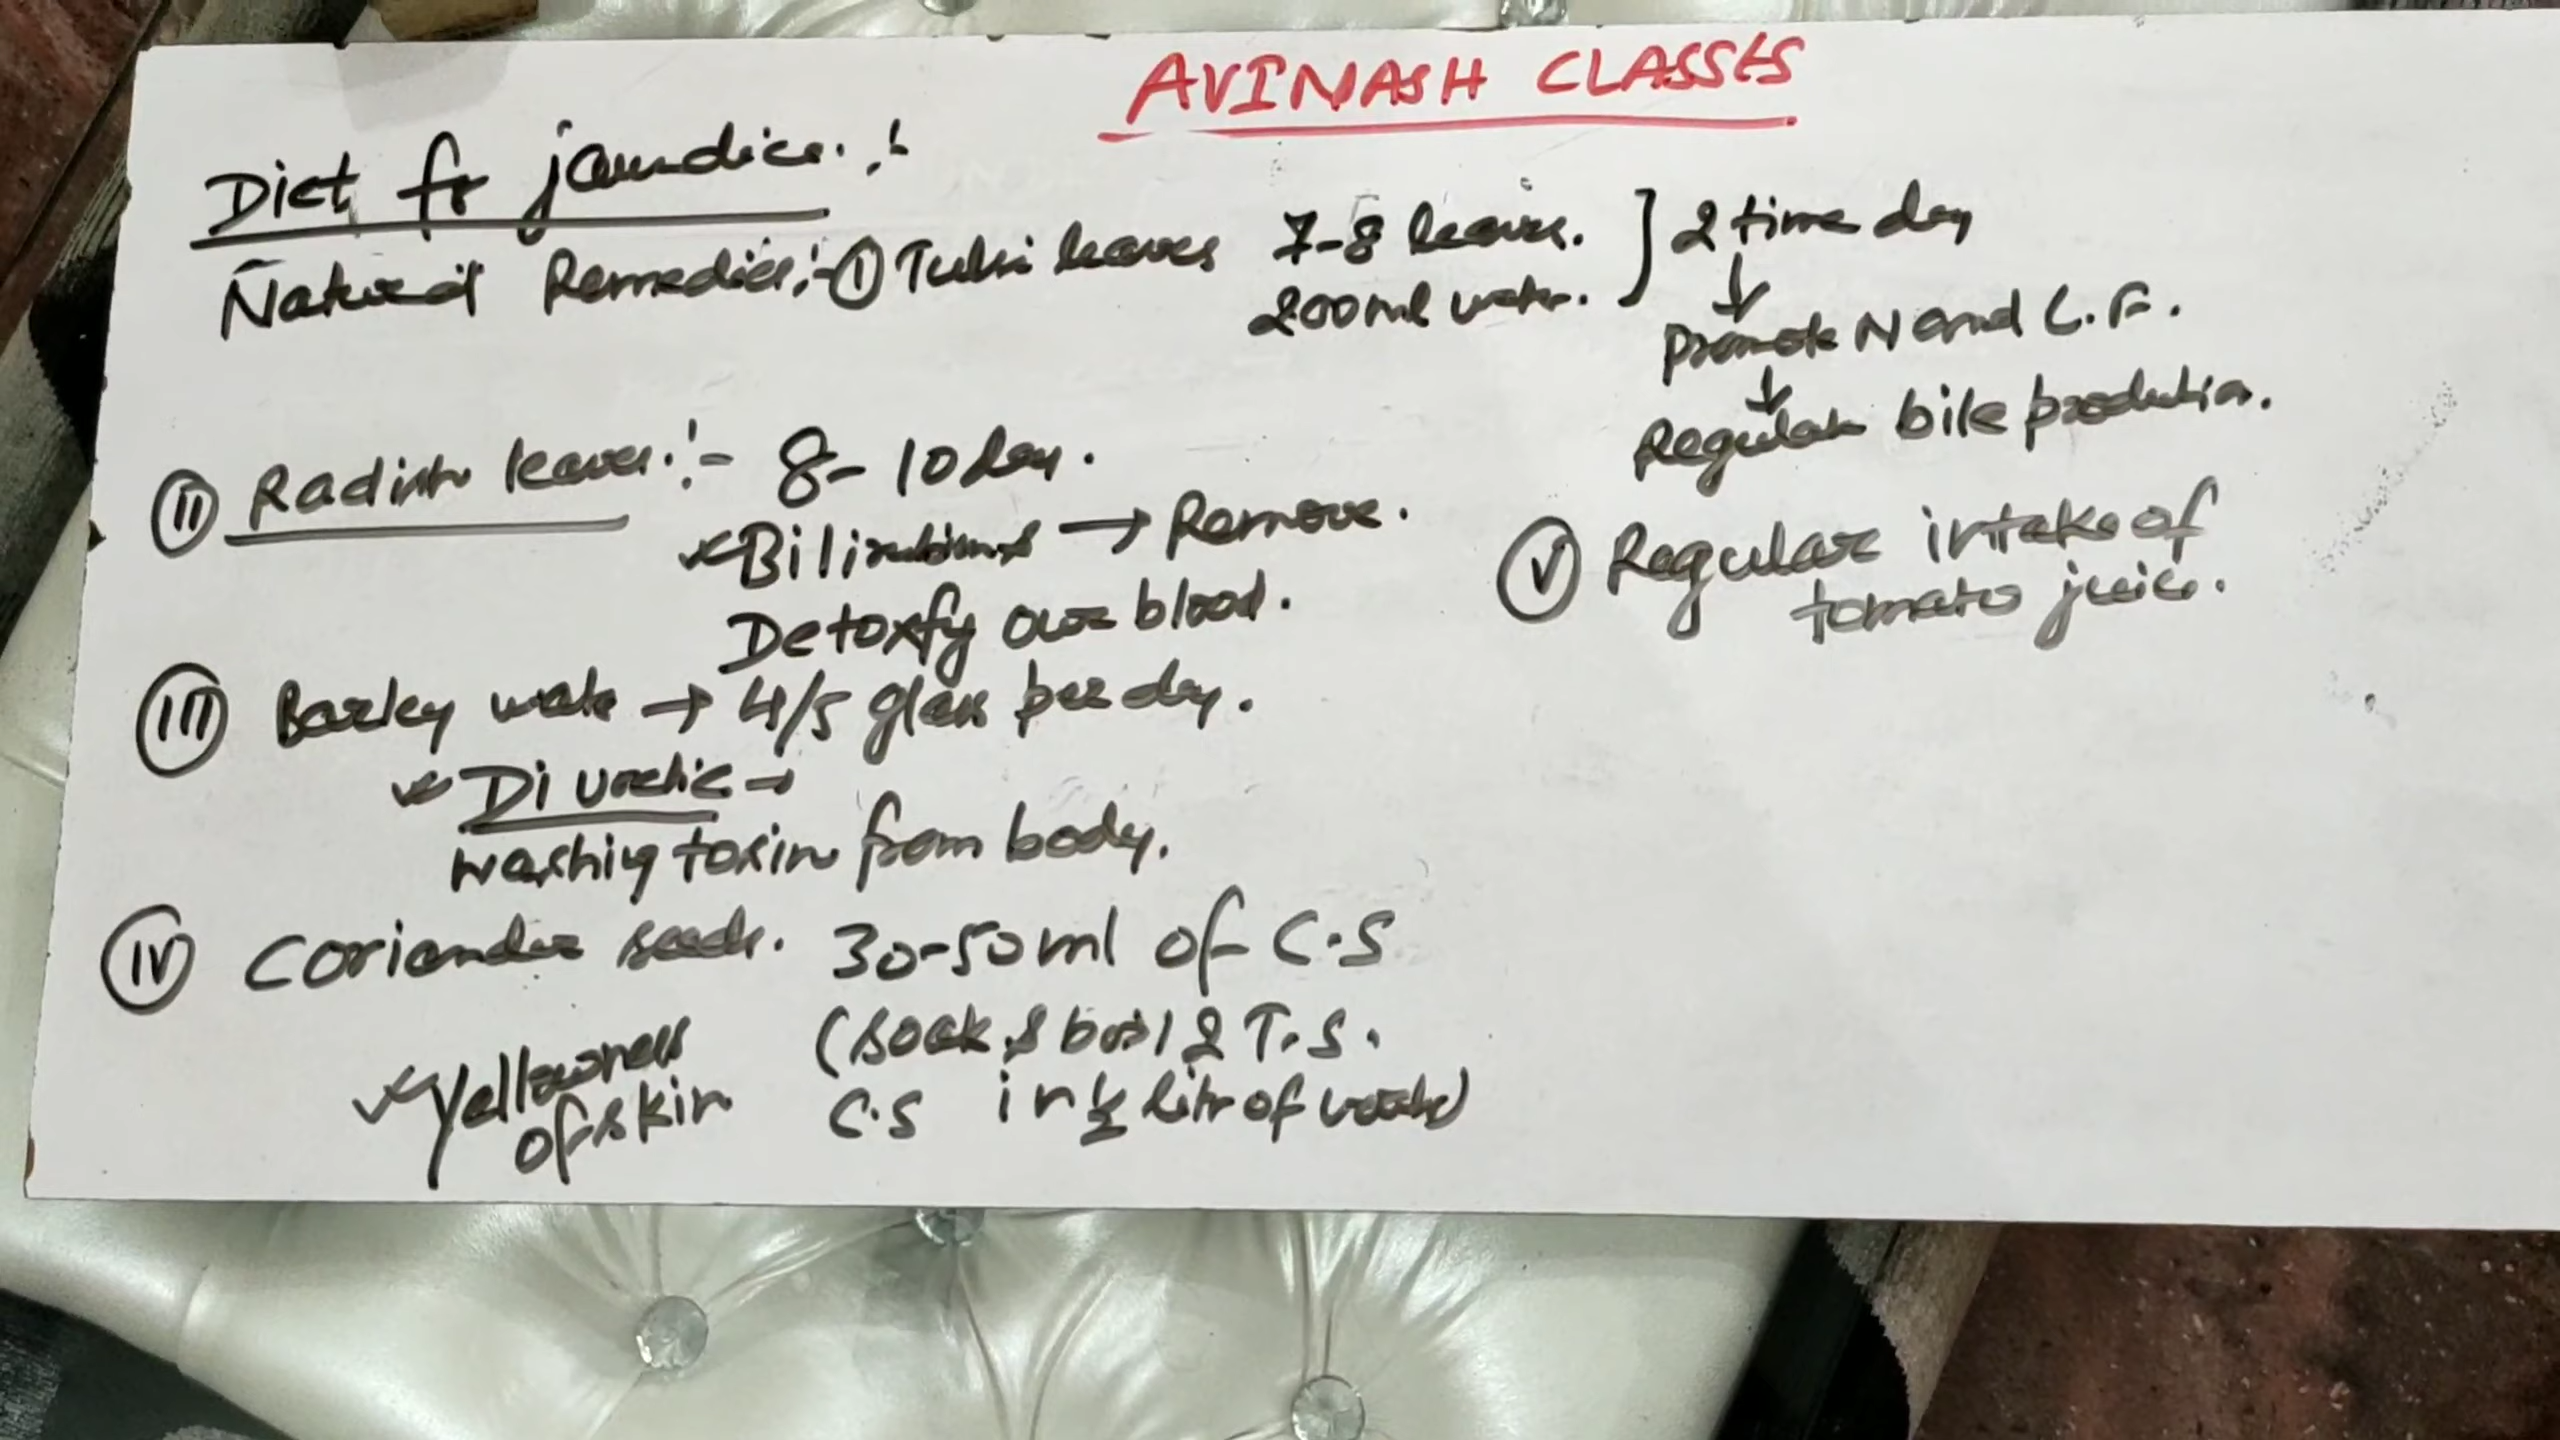 AVINASH CLASSES
Diet for jaundice :
Natural Remedies:- (I) Tulsi leaves 7-8 leaves. ] 2 time day
200ml water.
↓
Promote N and L.F.
↓
Regular bile production.
(II) Radish leaves:- 8-10 day.
Bilirubins → Remove.
Detoxfy our blood.
(III) Barley wate → 4/5 glass per day.
* Diuretic →
washing toxin from body.
(IV) Coriander seeds. 30-50ml of C.S
(soak & boil 2 T.S.
C.S in ½ litr of water)
Yellowness
of skin
(V) Regular intake of
tomato juice.